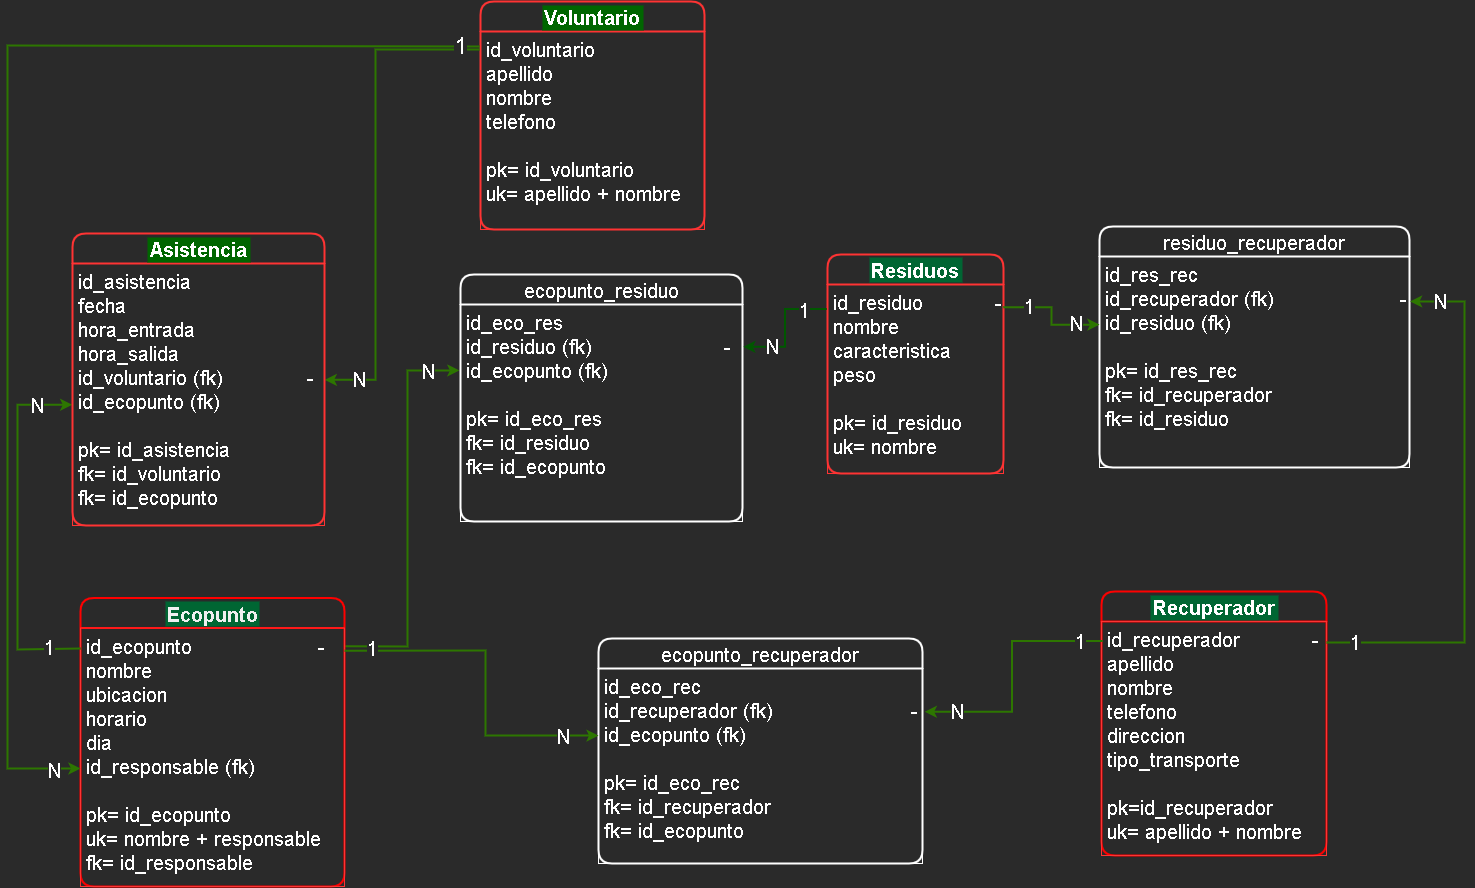 Voluntario
id_voluntario
apellido
nombre
telefono
pk= id_voluntario
uk= apellido + nombre
1
N
Asistencia
id_asistencia
fecha
hora_entrada
hora_salida
id_voluntario (fk) -
id_ecopunto (fk)
pk= id_asistencia
fk= id_voluntario
fk= id_ecopunto
N
ecopunto_residuo
id_eco_res
id_residuo (fk) -
id_ecopunto (fk)
pk= id_eco_res
fk= id_residuo
fk= id_ecopunto
N
N
1
Residuos
id_residuo -
nombre
caracteristica
peso
pk= id_residuo
uk= nombre
1
N
residuo_recuperador
id_res_rec
id_recuperador (fk) -
id_residuo (fk)
pk= id_res_rec
fk= id_recuperador
fk= id_residuo
N
Ecopunto
id_ecopunto -
nombre
ubicacion
horario
dia
id_responsable (fk)
pk= id_ecopunto
uk= nombre + responsable
fk= id_responsable
1
N
1
N
ecopunto_recuperador
id_eco_rec
id_recuperador (fk) -
id_ecopunto (fk)
pk= id_eco_rec
fk= id_recuperador
fk= id_ecopunto
N
1
Recuperador
id_recuperador -
apellido
nombre
telefono
direccion
tipo_transporte
pk=id_recuperador
uk= apellido + nombre
1